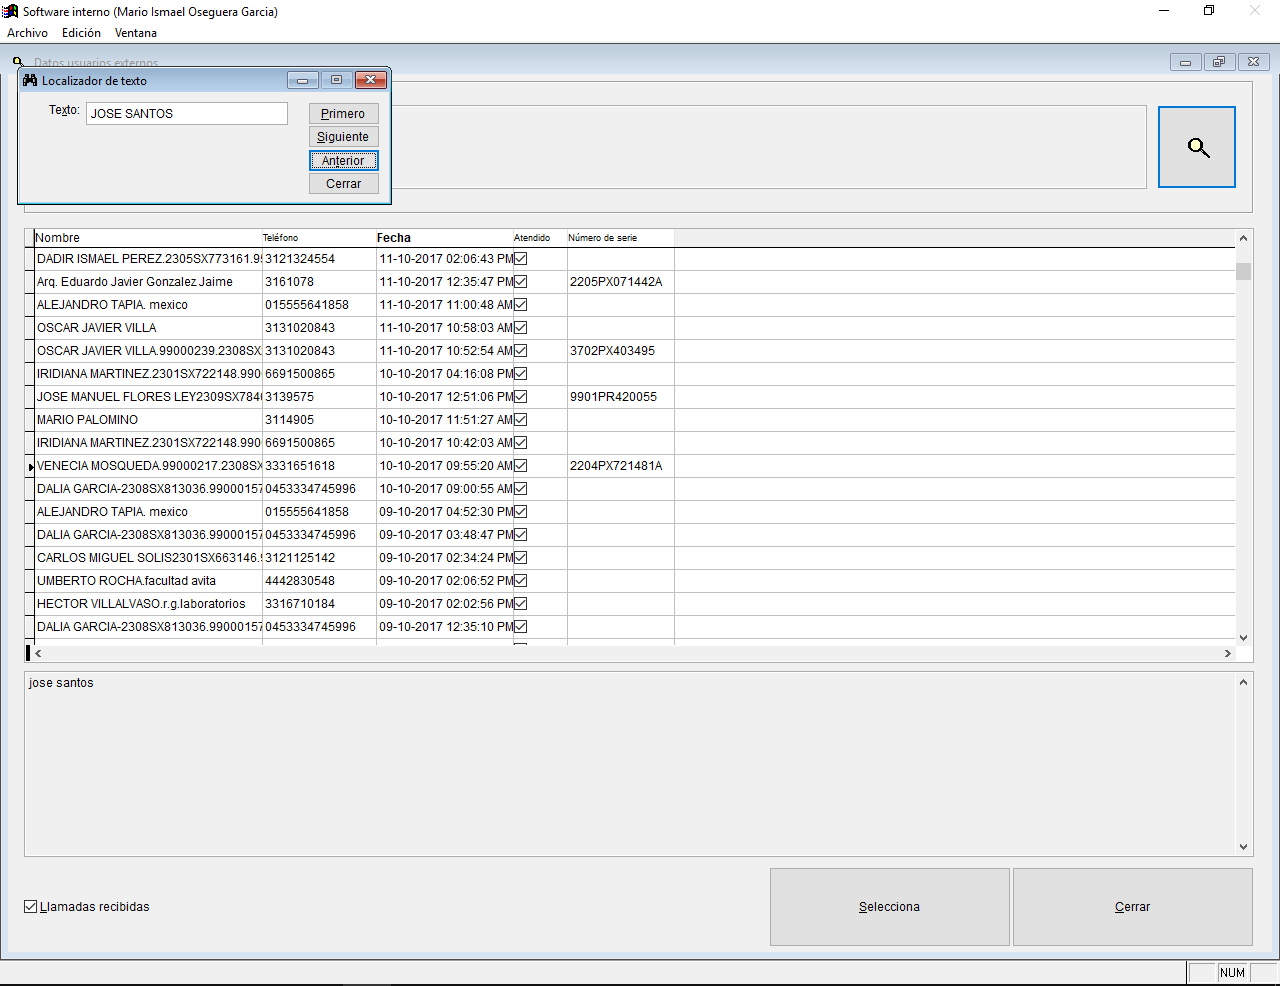 Software interno (Mario Ismael Oseguera Garcia)
Archivo Edición Ventana
Datos usuarios externos
Localizador de texto
Texto: JOSE SANTOS
Primero
Siguiente
Anterior
Cerrar
Nombre Teléfono Fecha Atendido Número de serie
DADIR ISMAEL PEREZ.2305SX773161.99 3121324554 11-10-2017 02:06:43 PM
Arq. Eduardo Javier Gonzalez Jaime 3161078 11-10-2017 12:35:47 PM 2205PX071442A
ALEJANDRO TAPIA. mexico 015555641858 11-10-2017 11:00:48 AM
OSCAR JAVIER VILLA 3131020843 11-10-2017 10:58:03 AM
OSCAR JAVIER VILLA.99000239.2308SX 3131020843 11-10-2017 10:52:54 AM 3702PX403495
IRIDIANA MARTINEZ.2301SX722148.990 6691500865 10-10-2017 04:16:08 PM
JOSE MANUEL FLORES LEY2309SX784 3139575 10-10-2017 12:51:06 PM 9901PR420055
MARIO PALOMINO 3114905 10-10-2017 11:51:27 AM
IRIDIANA MARTINEZ.2301SX722148.990 6691500865 10-10-2017 10:42:03 AM
VENECIA MOSQUEDA.99000217.2308SX 3331651618 10-10-2017 09:55:20 AM 2204PX721481A
DALIA GARCIA-2308SX813036.99000157 0453334745996 10-10-2017 09:00:55 AM
ALEJANDRO TAPIA. mexico 015555641858 09-10-2017 04:52:30 PM
DALIA GARCIA-2308SX813036.99000157 0453334745996 09-10-2017 03:48:47 PM
CARLOS MIGUEL SOLIS2301SX663146. 3121125142 09-10-2017 02:34:24 PM
UMBERTO ROCHA.facultad avita 4442830548 09-10-2017 02:06:52 PM
HECTOR VILLALVASO.r.g.laboratorios 3316710184 09-10-2017 02:02:56 PM
DALIA GARCIA-2308SX813036.99000157 0453334745996 09-10-2017 12:35:10 PM
jose santos
Llamadas recibidas
Selecciona
Cerrar
NUM